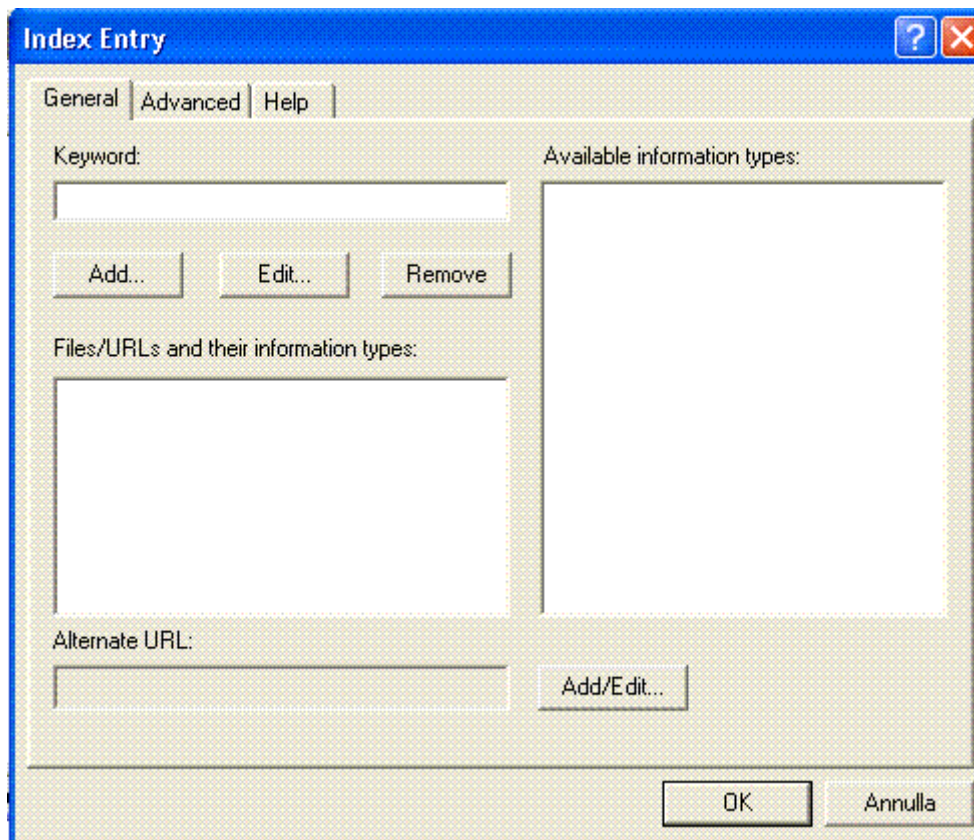 Index Entry
General Advanced Help
Keyword:
Available information types:
Add... Edit... Remove
Files/URLs and their information types:
Alternate URL:
Add/Edit...
OK Annulla